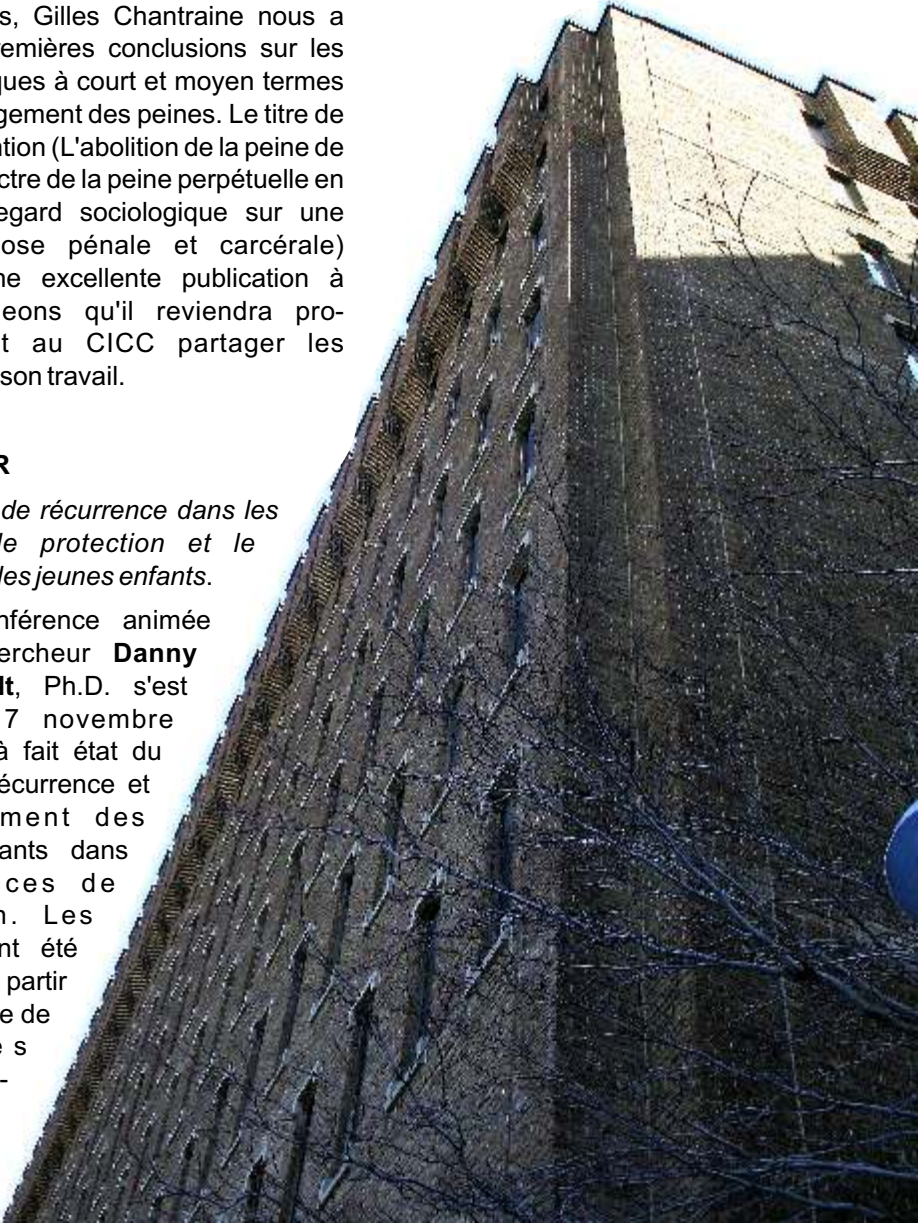 s, Gilles Chantraine nous a
remières conclusions sur les
ques à court et moyen termes
gement des peines. Le titre de
tion (L'abolition de la peine de
ctre de la peine perpétuelle en
egard sociologique sur une
ose pénale et carcérale)
ne excellente publication à
eons qu'il reviendra pro-
t au CICC partager les
son travail.
R
de récurrence dans les
le protection et le
des jeunes enfants.
nférence animée
ercheur Danny
lt, Ph.D. s'est
7 novembre
à fait état du
écurrence et
ment des
ants dans
ces de
n. Les
nt été
partir
e de
e s
-